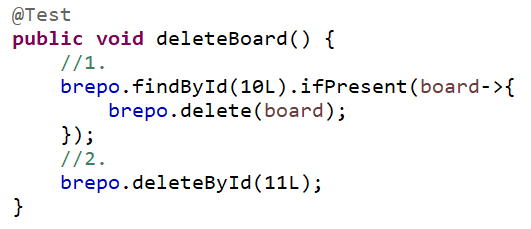 @Test
public void deleteBoard() {
    //1.
    brepo.findById(10L).ifPresent(board->{
        brepo.delete(board);
    });
    //2.
    brepo.deleteById(11L);
}